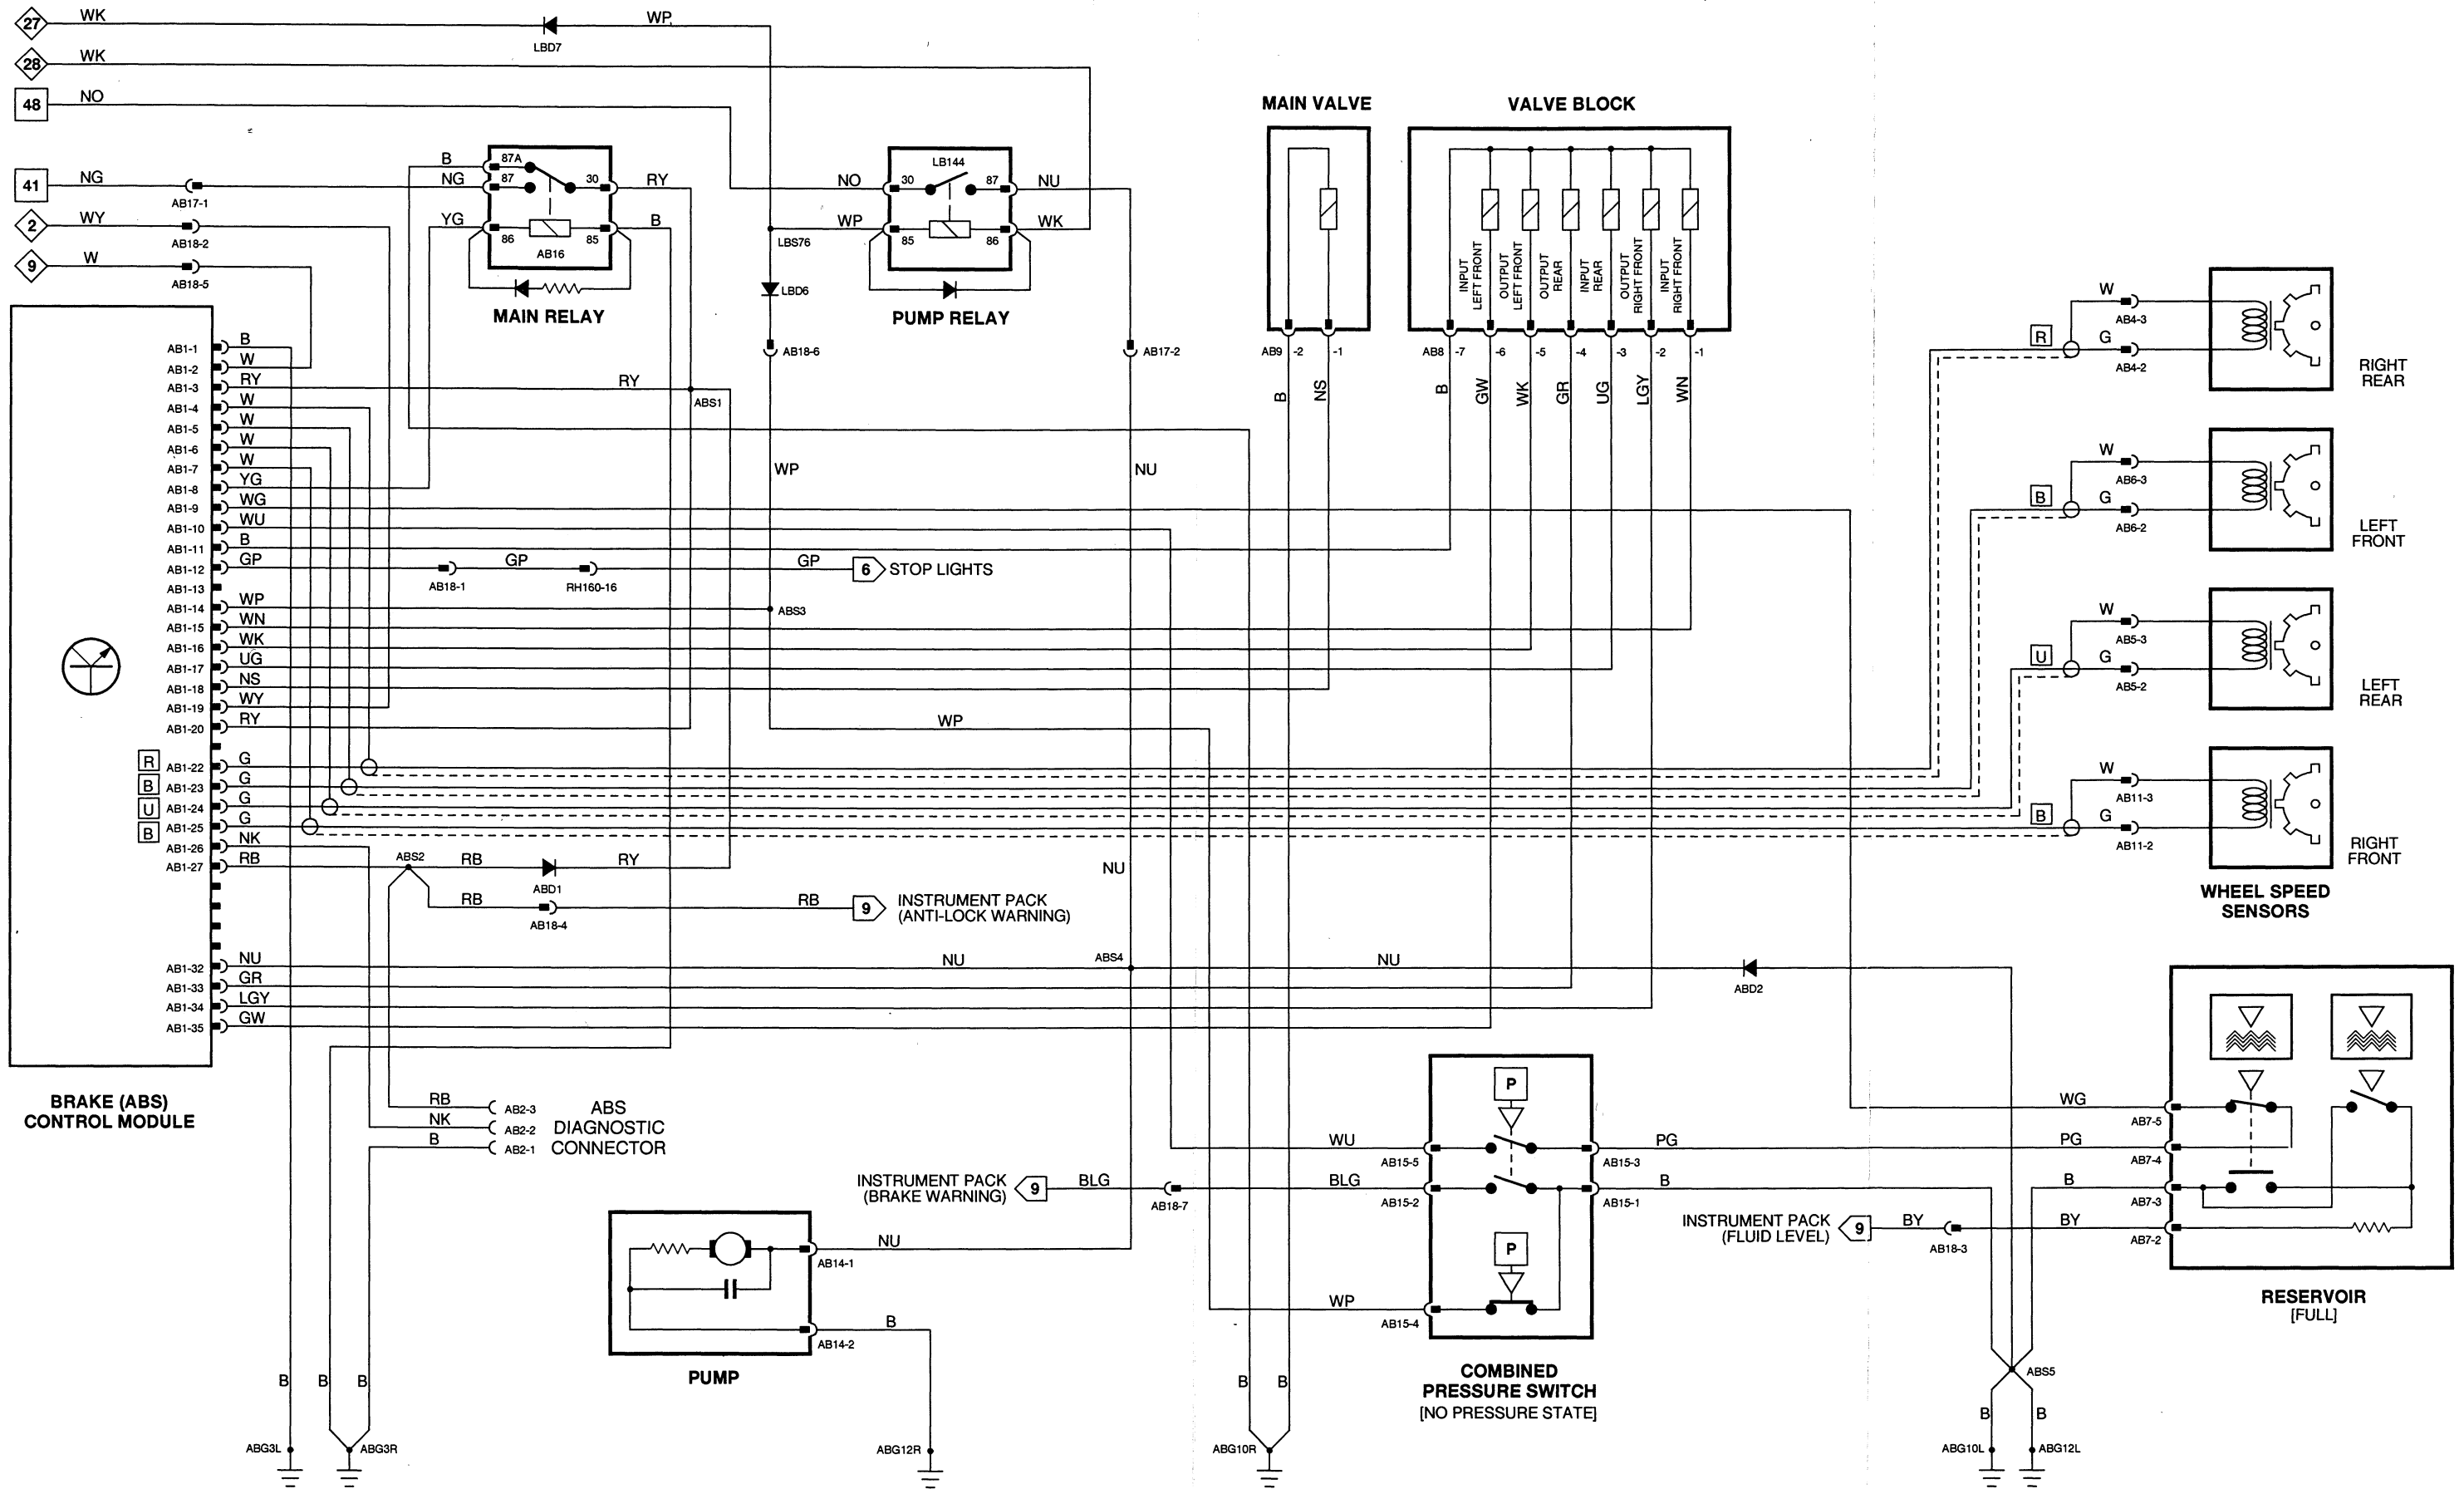 27 WK LBD7 WP
28 WK
48 NO
MAIN VALVE VALVE BLOCK
41 NG AB17-1
B 87A
NG 87 30 RY
NO 30 LB144 87 NU
2 WY AB18-2
YG 86 AB16 85 B
LBS76 WP 85 86 WK
9 W AB18-5
MAIN RELAY
LBD6
PUMP RELAY
INPUT
LEFT FRONT
OUTPUT
LEFT FRONT
OUTPUT
REAR
INPUT
REAR
OUTPUT
RIGHT FRONT
INPUT
RIGHT FRONT
AB18-6
AB17-2
AB9 -2 -1
AB8 -7 -6 -5 -4 -3 -2 -1
B NS B GW WK GR UG LGY WN
AB1-1 B
AB1-2 W
AB1-3 RY RY ABS1
AB1-4 W
AB1-5 W
AB1-6 W
AB1-7 W WP NU
AB1-8 YG
AB1-9 WG
AB1-10 WU
AB1-11 B
AB1-12 GP AB18-1 GP RH160-16 GP 6 STOP LIGHTS
AB1-13
AB1-14 WP ABS3
AB1-15 WN
AB1-16 WK
AB1-17 UG
AB1-18 NS
AB1-19 WY
AB1-20 RY WP
R AB1-22 G
B AB1-23 G
U AB1-24 G
B AB1-25 G
AB1-26 NK
AB1-27 RB ABS2 RB ABD1 RY NU
RB AB18-4 RB 9 INSTRUMENT PACK
(ANTI-LOCK WARNING)
AB1-32 NU NU ABS4 NU ABD2
AB1-33 GR
AB1-34 LGY
AB1-35 GW
BRAKE (ABS)
CONTROL MODULE
R W AB4-3
G AB4-2
RIGHT
REAR
B W AB6-3
G AB6-2
LEFT
FRONT
U W AB5-3
G AB5-2
LEFT
REAR
B W AB11-3
G AB11-2
RIGHT
FRONT
WHEEL SPEED
SENSORS
RB AB2-3
NK AB2-2
B AB2-1
ABS
DIAGNOSTIC
CONNECTOR
P
WU AB15-5 AB15-3 PG
INSTRUMENT PACK
(BRAKE WARNING)
9 BLG AB18-7 BLG AB15-2 AB15-1 B
P
WP AB15-4
COMBINED
PRESSURE SWITCH
[NO PRESSURE STATE]
WG AB7-5
PG AB7-4
B AB7-3
INSTRUMENT PACK
(FLUID LEVEL)
9 BY AB18-3 BY AB7-2
RESERVOIR
[FULL]
NU AB14-1
B AB14-2
PUMP
ABS5
B B B B B B B
ABG3L ABG3R ABG12R ABG10R ABG10L ABG12L